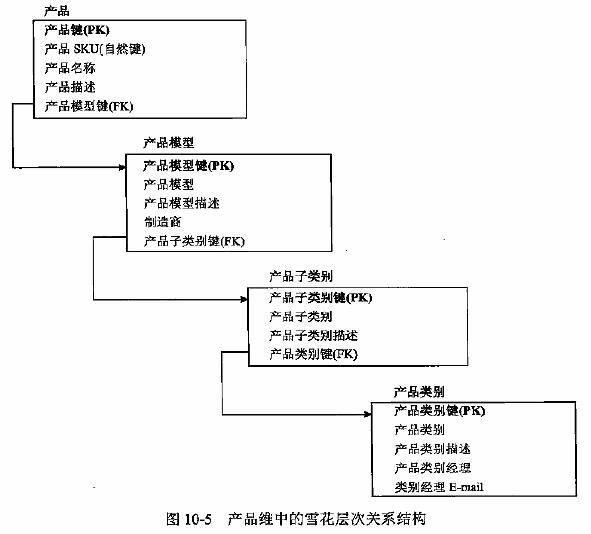 产品
产品键(PK)
产品 SKU(自然键)
产品名称
产品描述
产品模型键(FK)
产品模型
产品模型键(PK)
产品模型
产品模型描述
制造商
产品子类别键(FK)
产品子类别
产品子类别键(PK)
产品子类别
产品子类别描述
产品类别键(FK)
产品类别
产品类别键(PK)
产品类别
产品类别描述
产品类别经理
类别经理 E-mail
图 10-5 产品维中的雪花层次关系结构